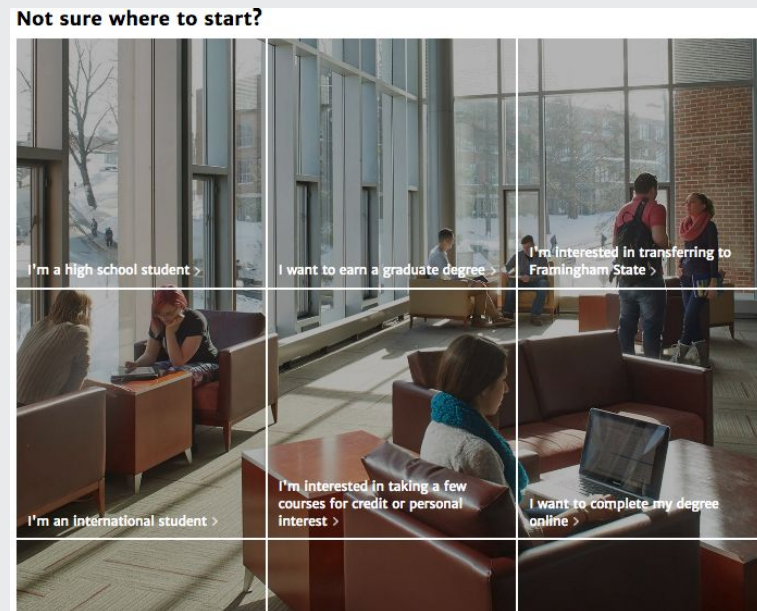 Not sure where to start?
I'm a high school student >
I want to earn a graduate degree >
I'm interested in transferring to
Framingham State >
I'm an international student >
I'm interested in taking a few
courses for credit or personal
interest >
I want to complete my degree
online >